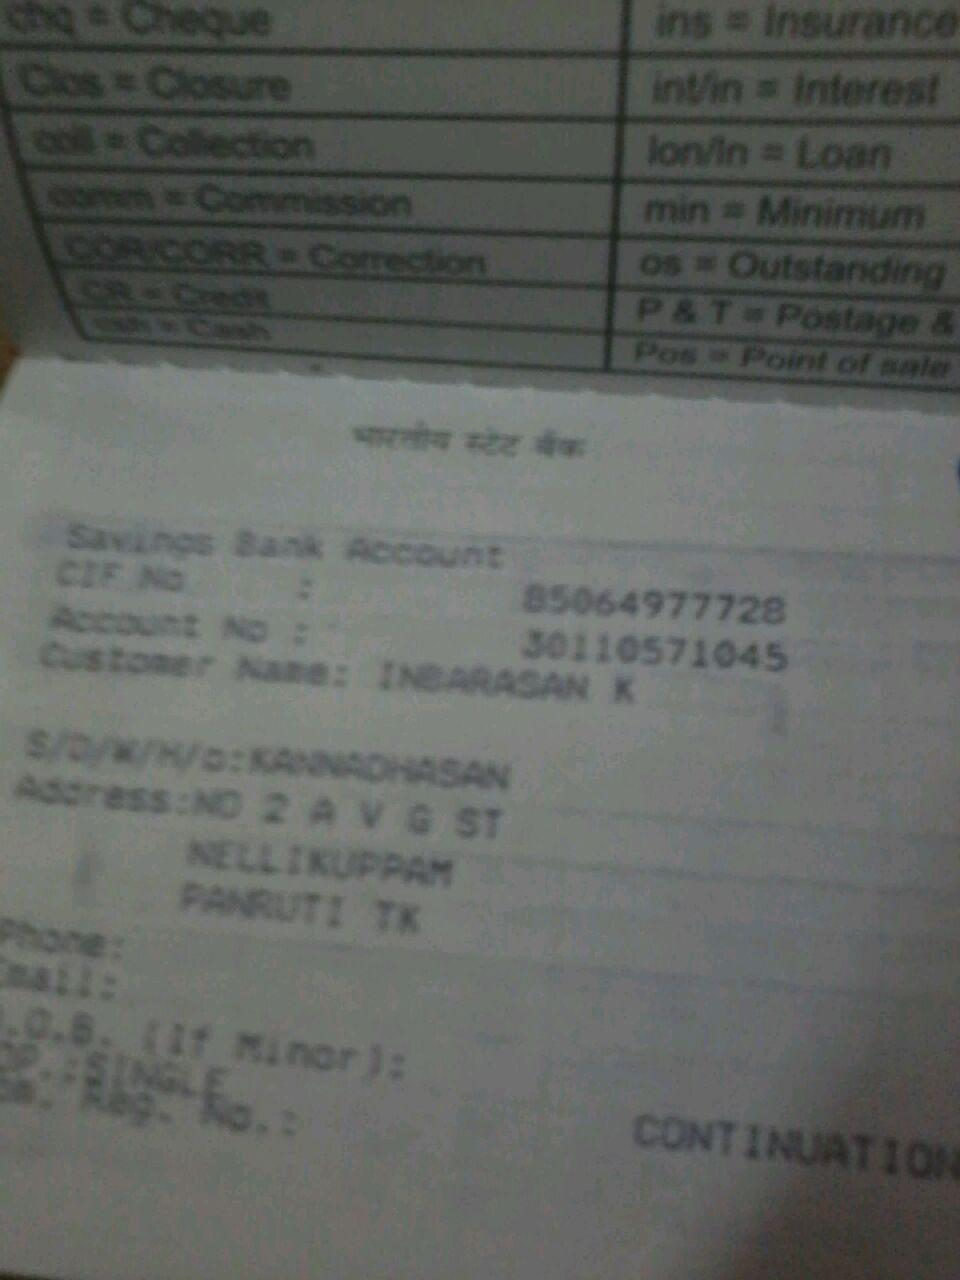 chq = Cheque
ins = Insurance
Clos = Closure
int/in = Interest
coll = Collection
lon/ln = Loan
comm = Commission
min = Minimum
COR/CORR = Correction
os = Outstanding
CR = Credit
P & T = Postage &
csh = Cash
Pos = Point of sale
भारतीय स्टेट बैंक
Savings Bank Account
CIF No : 85064977728
Account No : 30110571045
Customer Name: INBARASAN K
S/D/W/H/o:KANNADHASAN
Address:NO 2 A V G ST
NELLIKUPPAM
PANRUTI TK
Phone:
Email:
.O.B. (If Minor):
OP.:SINGLE
om. Reg. No.:
CONTINUATION